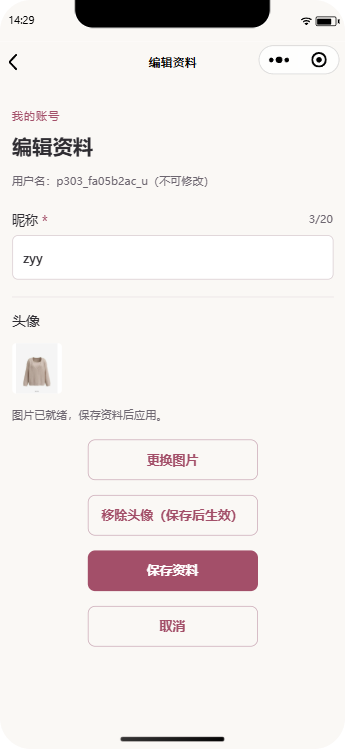 14:29
编辑资料
我的账号
编辑资料
用户名：p303_fa05b2ac_u（不可修改）
昵称 * 3/20
zyy
头像
图片已就绪，保存资料后应用。
更换图片
移除头像（保存后生效）
保存资料
取消